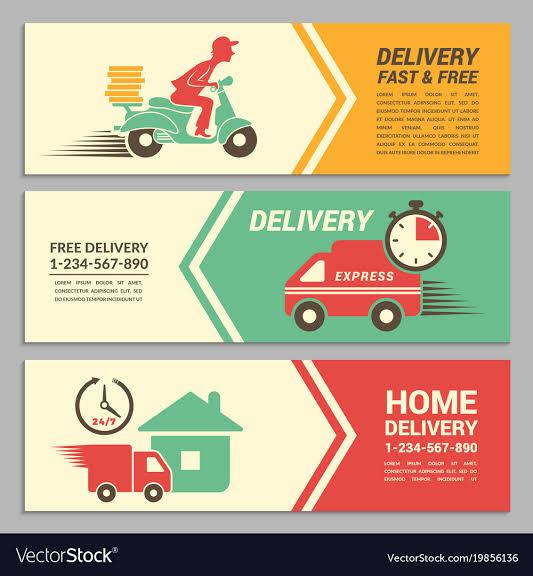 DELIVERY
FAST & FREE
LOREM IPSUM DOLOR SIT AMET,
CONSECTETUR ADIPISCING ELIT,
SED DO EIUSMOD TEMPOR
INCIDIDUNT UT LABORE ET
DOLORE MAGNA ALIQUA.
UT ENIM AD MINIM
VENIAM, QUIS NOSTRUD
EXERCITATION ULLAMCO
LABORIS NISI UT ALIQUIP EX EA
COMMODO CONSEQUAT.
DUIS AUTE IRURE DOLOR
IN REPREHENDERIT
DELIVERY
EXPRESS
FREE DELIVERY
1-234-567-890
LOREM IPSUM DOLOR SIT AMET,
CONSECTETUR ADIPISCING ELIT,
SED DO EIUSMOD TEMPOR
INCIDIDUNT UT
24/7
HOME
DELIVERY
1-234-567-890
LOREM IPSUM DOLOR SIT AMET,
CONSECTETUR ADIPISCING ELIT,
SED DO EIUSMOD TEMPOR
INCIDIDUNT UT
VectorStock®
VectorStock.com/19856136